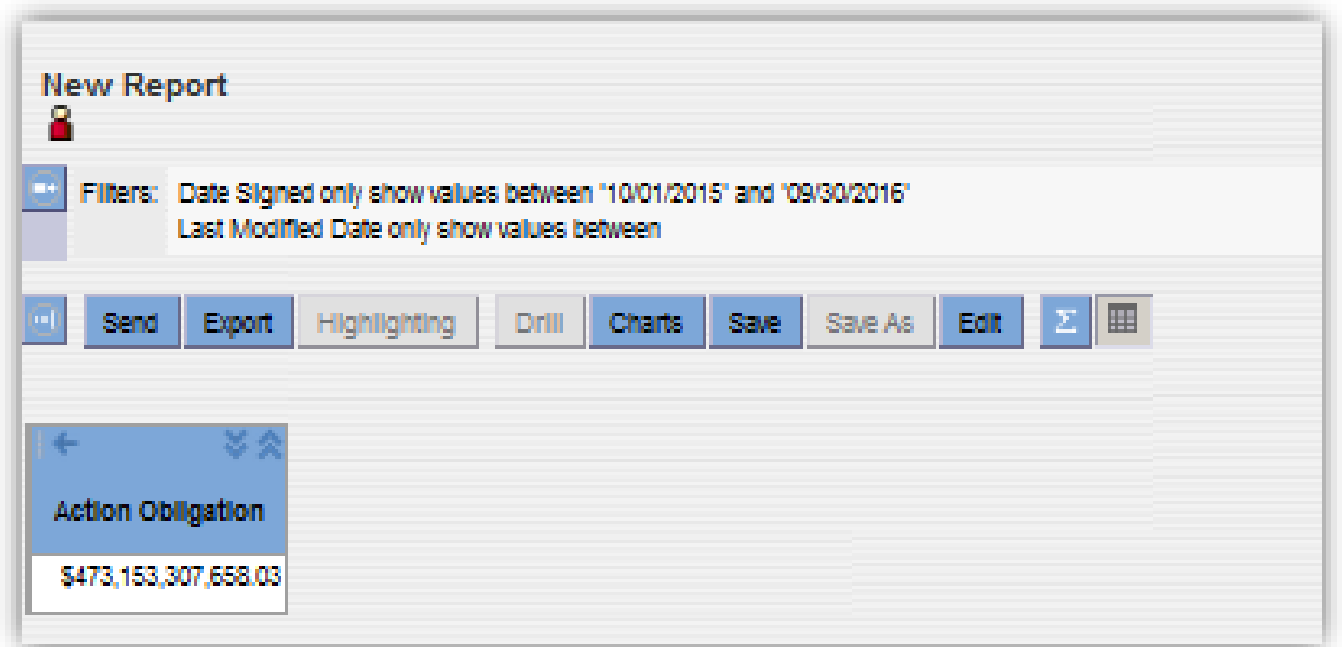 New Report
Filters: Date Signed only show values between "10/01/2015" and "09/30/2016"
Last Modified Date only show values between
Send Export Highlighting Drill Charts Save Save As Edit Σ
Action Obligation
$473,153,307,658.03